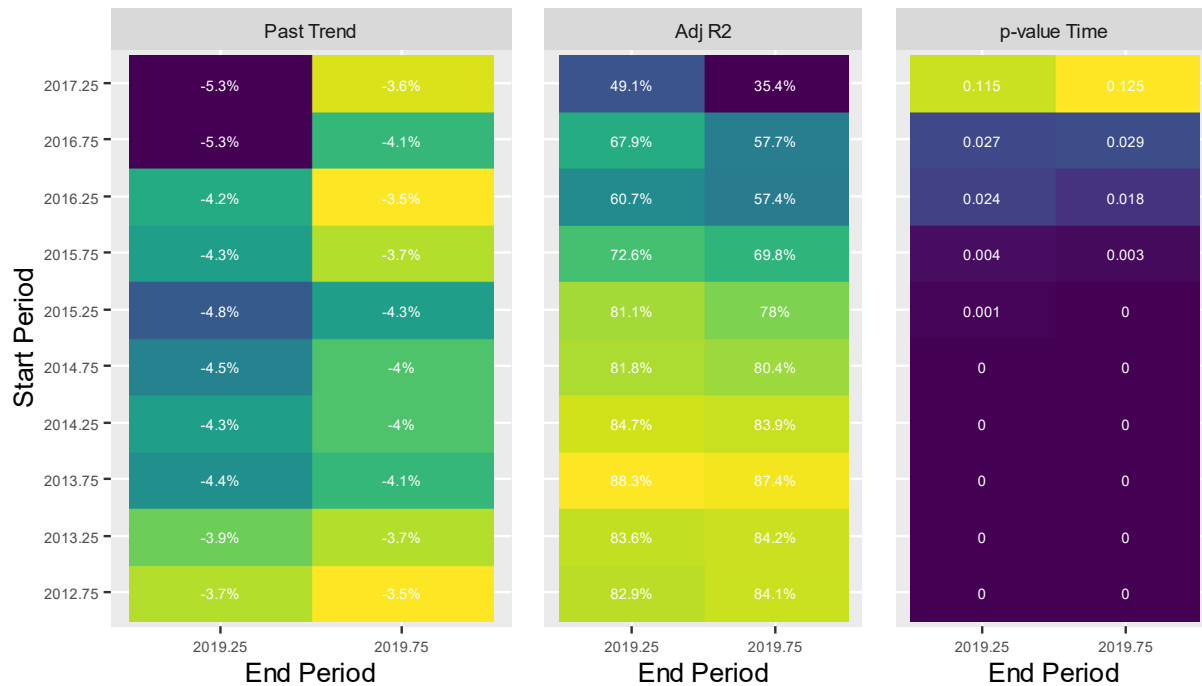 Past Trend Adj R2 p-value Time
2017.25 -5.3% -3.6% 49.1% 35.4% 0.115 0.125
2016.75 -5.3% -4.1% 67.9% 57.7% 0.027 0.029
2016.25 -4.2% -3.5% 60.7% 57.4% 0.024 0.018
2015.75 -4.3% -3.7% 72.6% 69.8% 0.004 0.003
2015.25 -4.8% -4.3% 81.1% 78% 0.001 0
2014.75 -4.5% -4% 81.8% 80.4% 0 0
2014.25 -4.3% -4% 84.7% 83.9% 0 0
2013.75 -4.4% -4.1% 88.3% 87.4% 0 0
2013.25 -3.9% -3.7% 83.6% 84.2% 0 0
2012.75 -3.7% -3.5% 82.9% 84.1% 0 0
Start Period
2019.25 2019.75 2019.25 2019.75 2019.25 2019.75
End Period End Period End Period